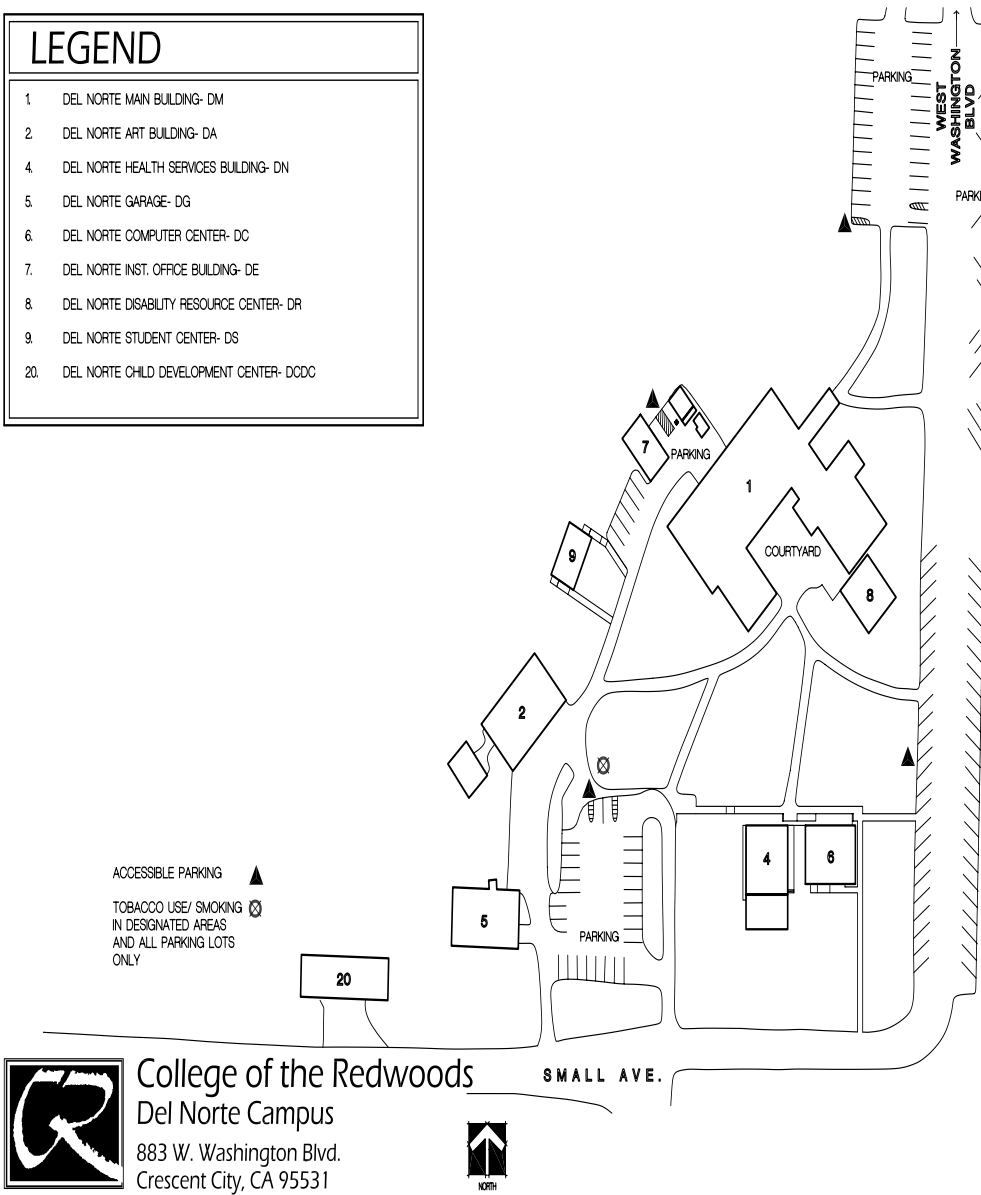 LEGEND
1. DEL NORTE MAIN BUILDING- DM
2. DEL NORTE ART BUILDING- DA
4. DEL NORTE HEALTH SERVICES BUILDING- DN
5. DEL NORTE GARAGE- DG
6. DEL NORTE COMPUTER CENTER- DC
7. DEL NORTE INST. OFFICE BUILDING- DE
8. DEL NORTE DISABILITY RESOURCE CENTER- DR
9. DEL NORTE STUDENT CENTER- DS
20. DEL NORTE CHILD DEVELOPMENT CENTER- DCDC
PARKING
WEST
WASHINGTON
BLVD
PARKI
7
PARKING
1
9
COURTYARD
8
2
4
6
5
PARKING
20
ACCESSIBLE PARKING
TOBACCO USE/ SMOKING
IN DESIGNATED AREAS
AND ALL PARKING LOTS
ONLY
SMALL AVE.
College of the Redwoods
Del Norte Campus
883 W. Washington Blvd.
Crescent City, CA 95531
NORTH